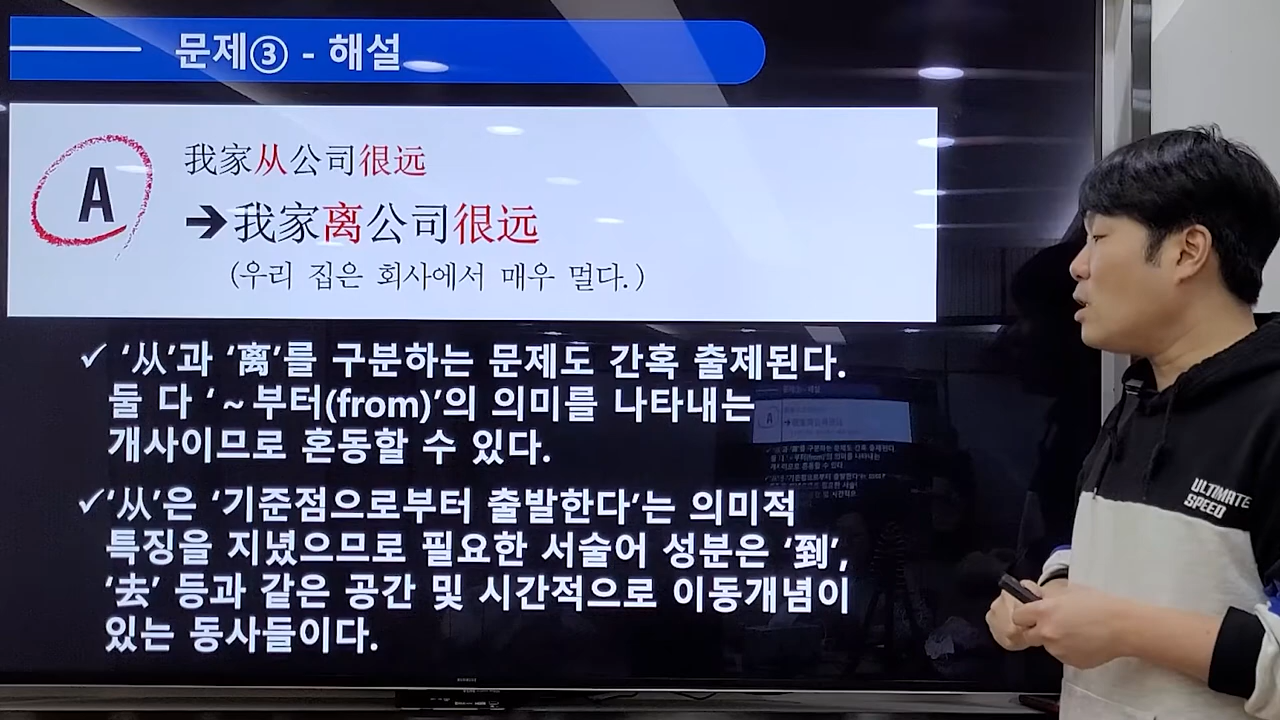 문제③ - 해설
A
我家从公司很远
➔我家离公司很远
(우리 집은 회사에서 매우 멀다.)
✓ ‘从’과 ‘离’를 구분하는 문제도 간혹 출제된다.
둘 다 ‘~부터(from)’의 의미를 나타내는
개사이므로 혼동할 수 있다.
✓‘从’은 ‘기준점으로부터 출발한다’는 의미적
특징을 지녔으므로 필요한 서술어 성분은 ‘到’,
‘去’ 등과 같은 공간 및 시간적으로 이동개념이
있는 동사들이다.
ULTIMATE
SPEED